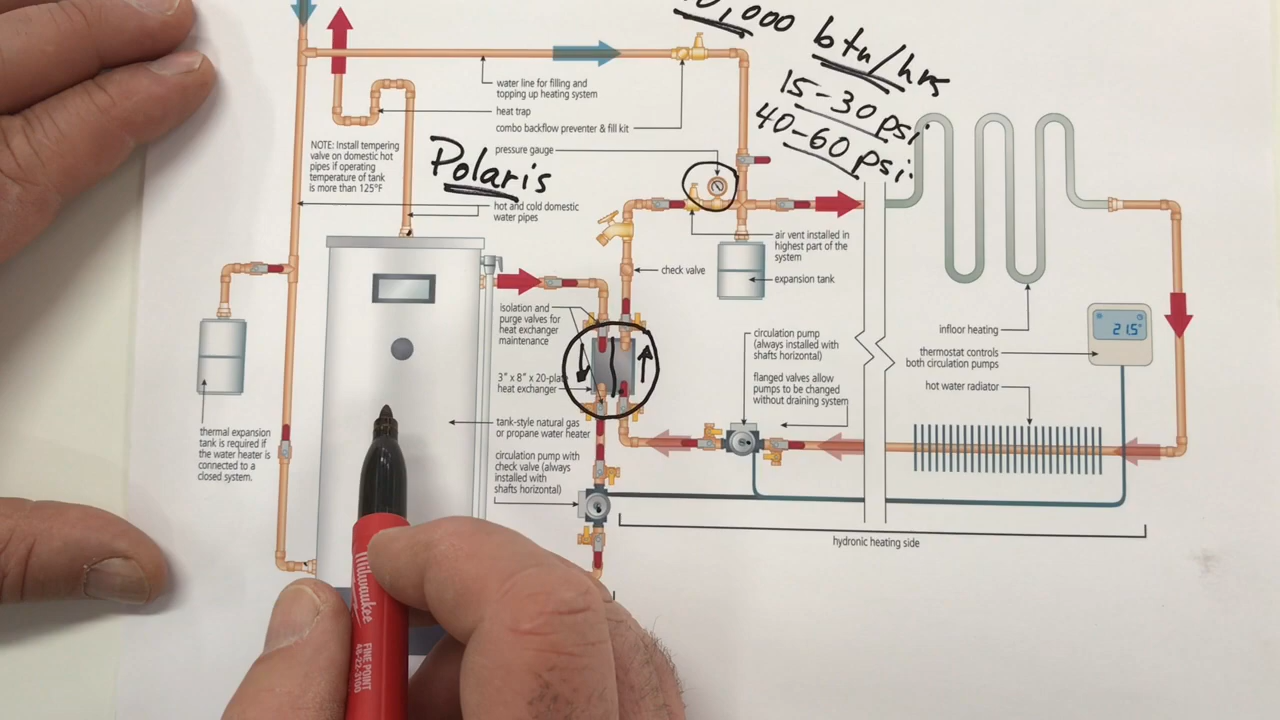 0,000 btu/hrs
15-30 psi
40-60 psi
water line for filling and
topping up heating system
heat trap
combo backflow preventer & fill kit
NOTE: Install tempering
valve on domestic hot
pipes if operating
temperature of tank
is more than 125°F
Polaris
pressure gauge
hot and cold domestic
water pipes
air vent installed in
highest part of the
system
check valve
expansion tank
isolation and
purge valves for
heat exchanger
maintenance
3" x 8" x 20-plate
heat exchanger
circulation pump
(always installed with
shafts horizontal)
flanged valves allow
pumps to be changed
without draining system
infloor heating
21.5°
thermostat controls
both circulation pumps
hot water radiator
thermal expansion
tank is required if
the water heater is
connected to a
closed system.
tank-style natural gas
or propane water heater
circulation pump with
check valve (always
installed with
shafts horizontal)
hydronic heating side
Milwaukee
FINE POINT
48-22-3100